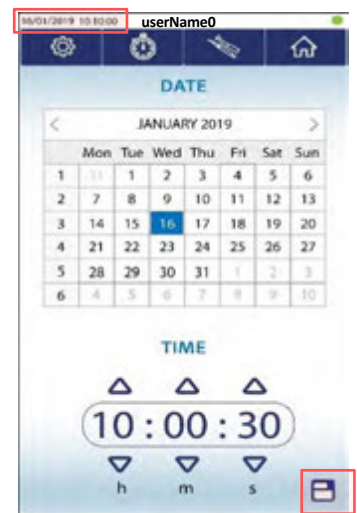 16/01/2019 10:10:00 userName0
DATE
< JANUARY 2019 >
Mon Tue Wed Thu Fri Sat Sun
1 31 1 2 3 4 5 6
2 7 8 9 10 11 12 13
3 14 15 16 17 18 19 20
4 21 22 23 24 25 26 27
5 28 29 30 31 1 2 3
6 4 5 6 7 8 9 10
TIME
10 : 00 : 30
h m s